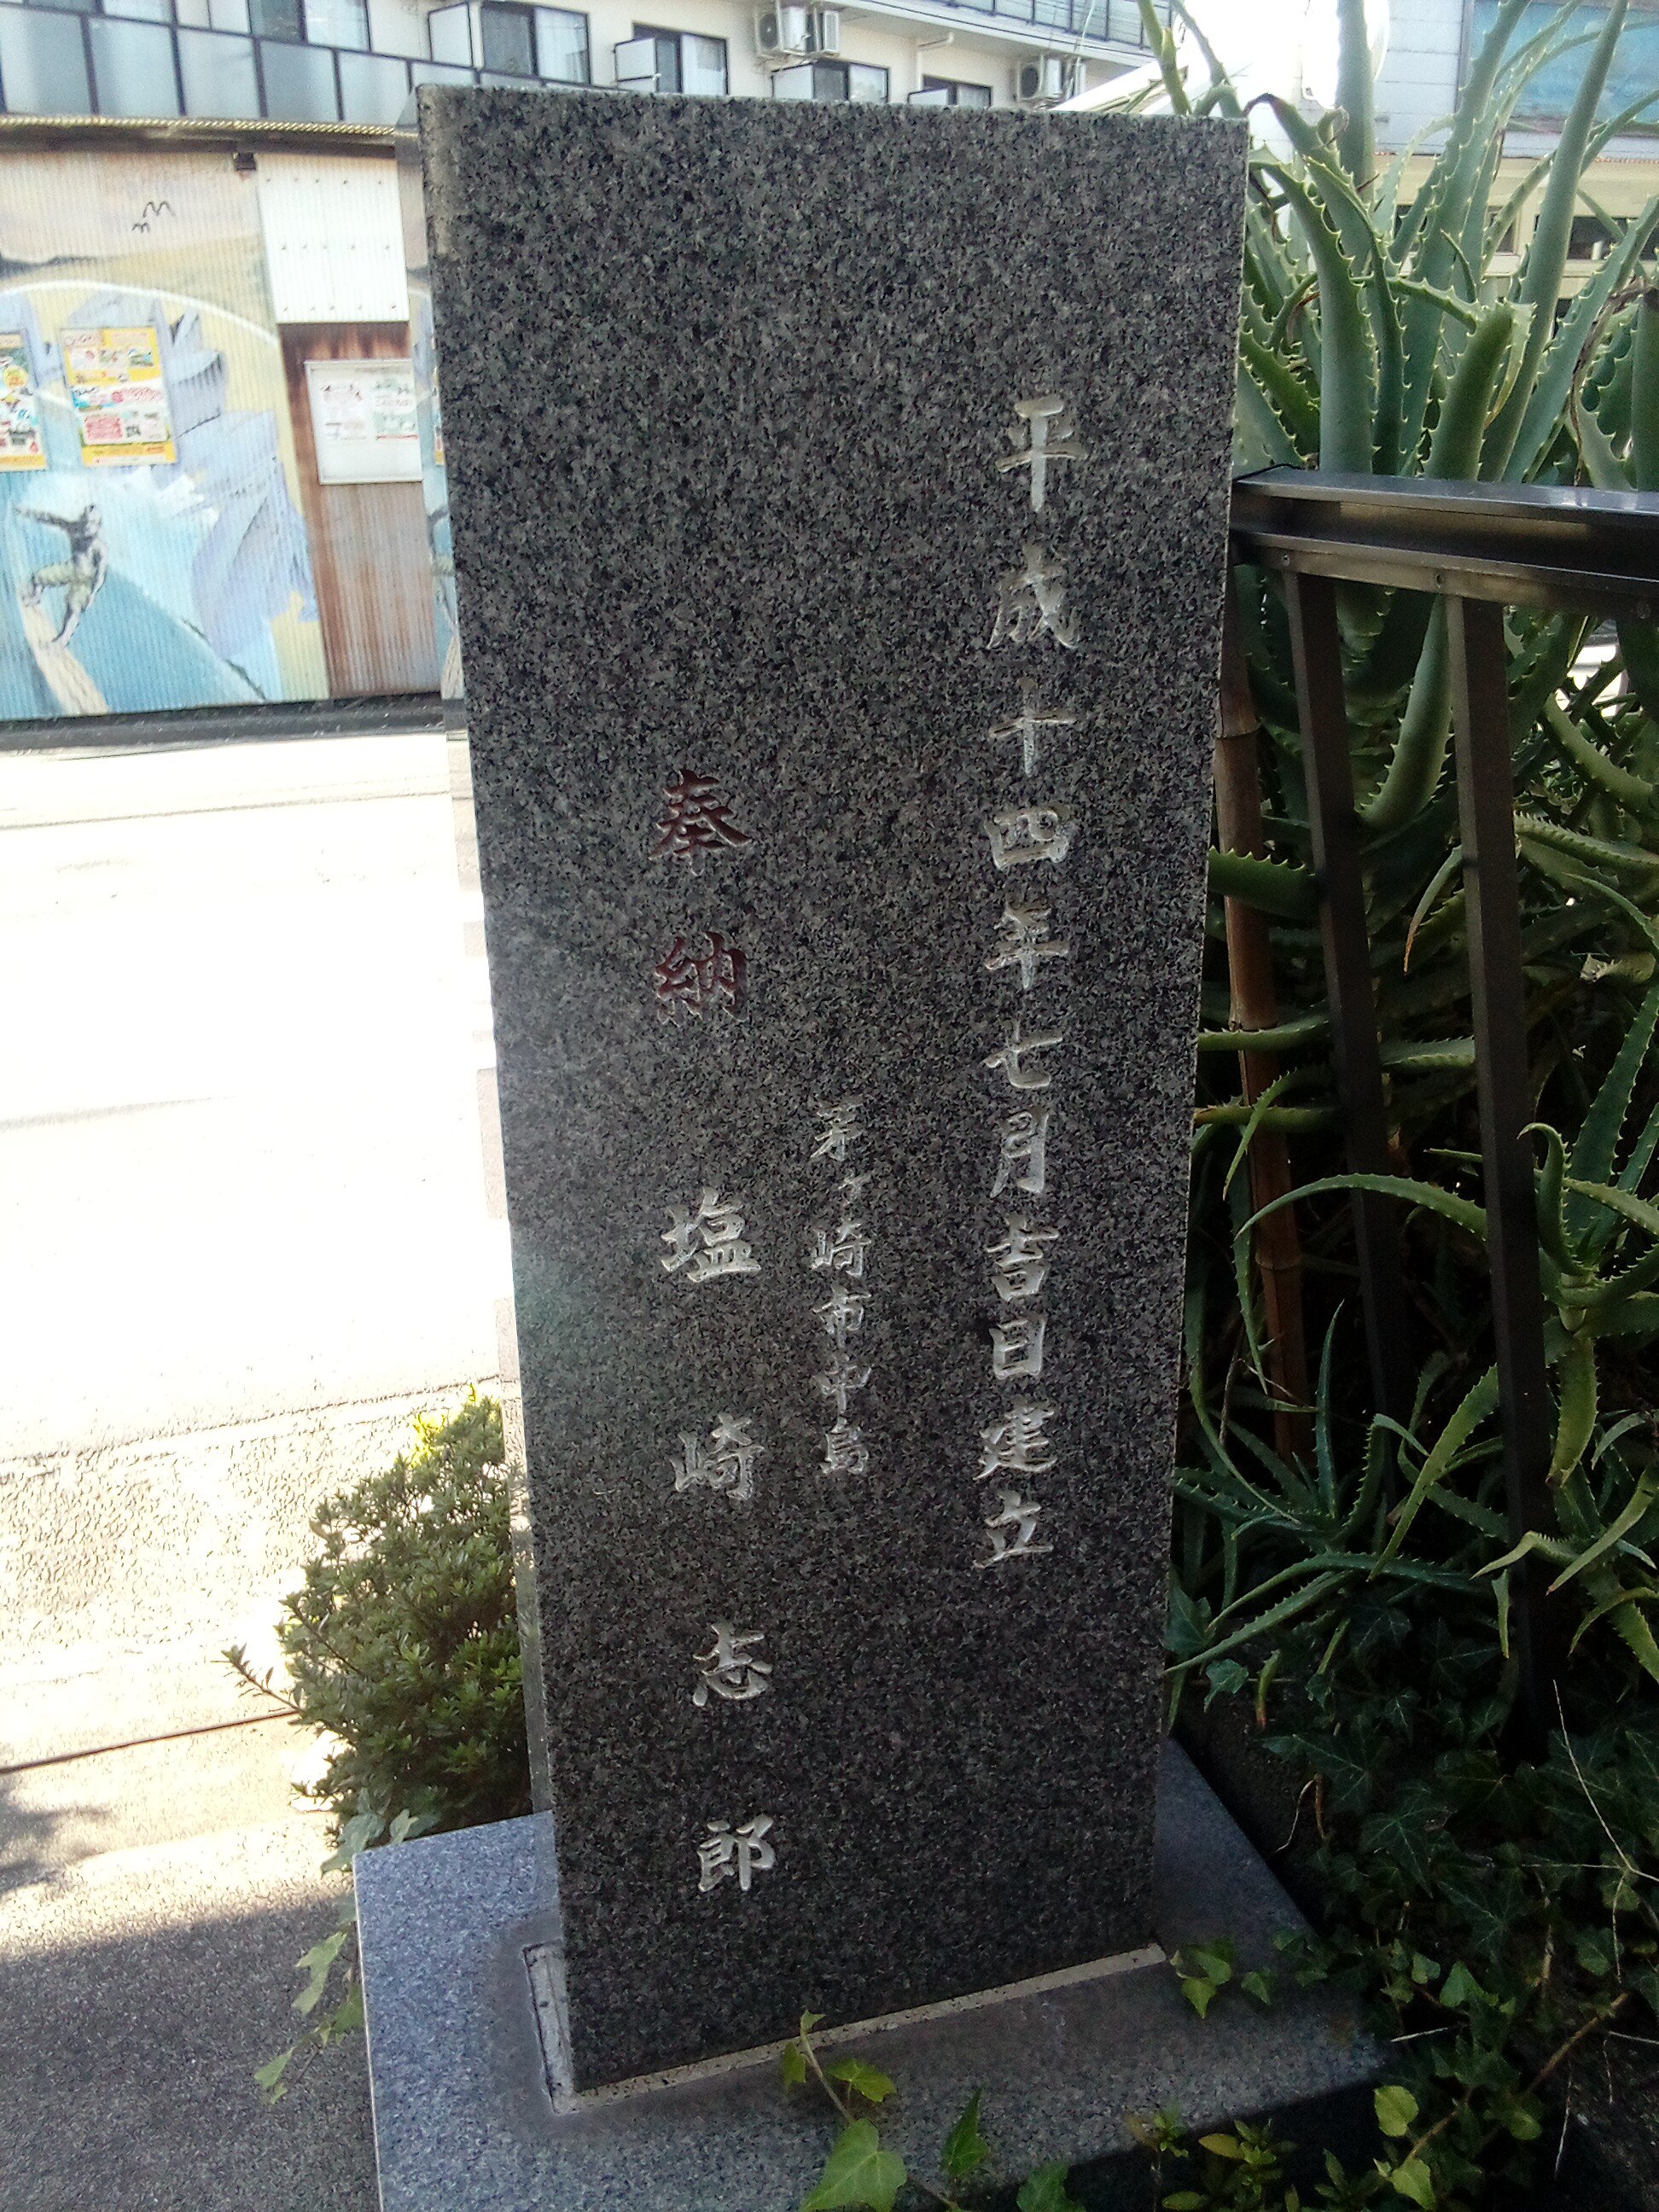 平成十四年七月吉日建立
茅ヶ崎市中島
奉納 塩崎志郎